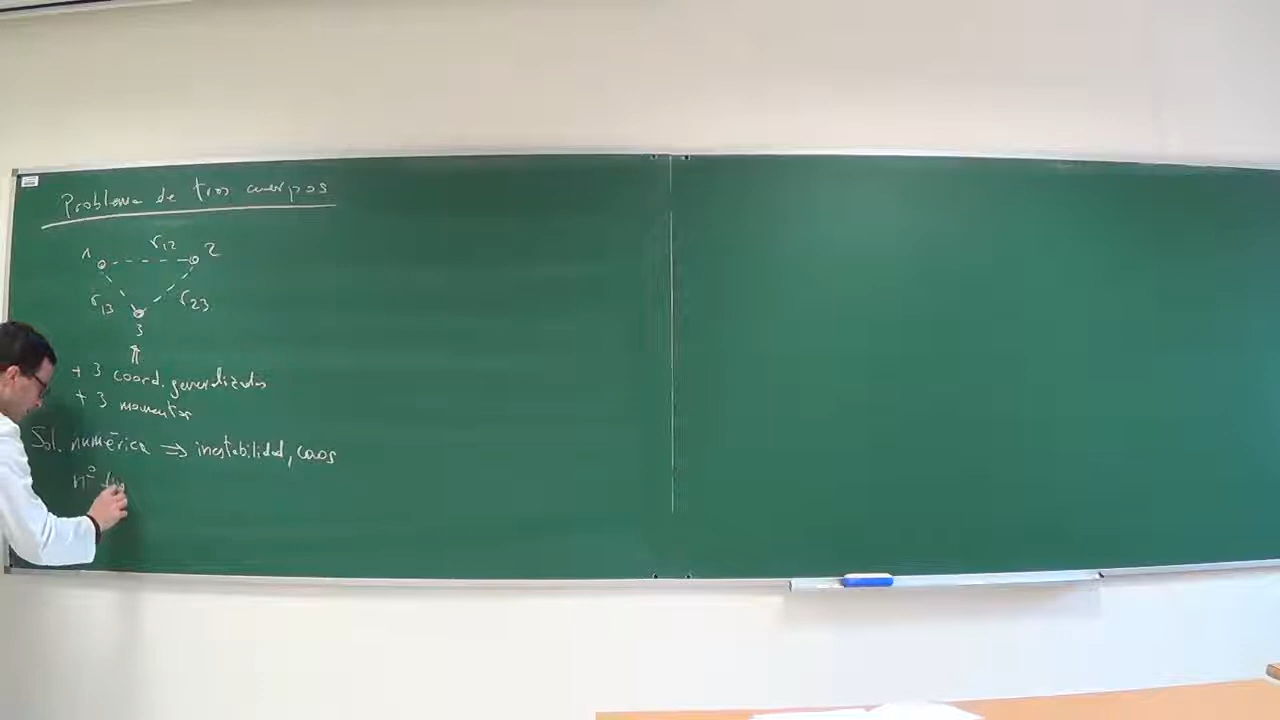 Problema de tres cuerpos
1 r12 2
r13 r23
3
+ 3 coord. generalizadas
+ 3 momentos
Sol. numérica ⇒ inestabilidad, caos
nº